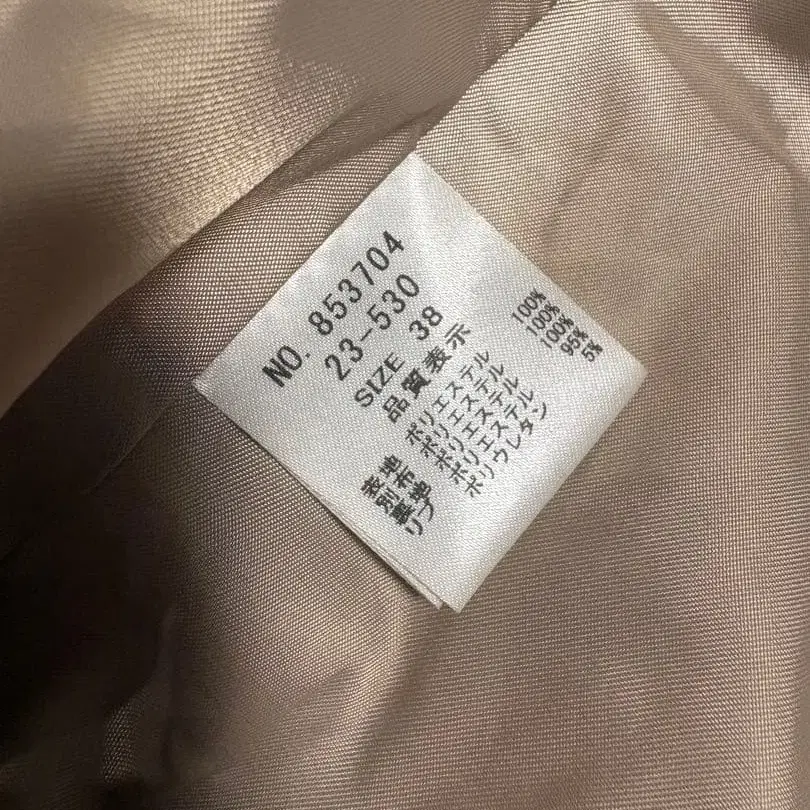 NO. 853704
23-530
SIZE 38
品質表示
表地 ポリエステル 100%
別布 ポリエステル 100%
裏地 ポリエステル 100%
リブ ポリエステル 95%
ポリウレタン 5%